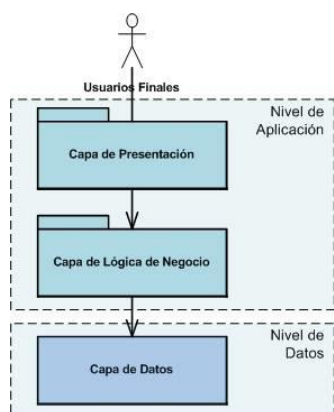 Usuarios Finales
Nivel de
Aplicación
Capa de Presentación
Capa de Lógica de Negocio
Nivel de
Datos
Capa de Datos